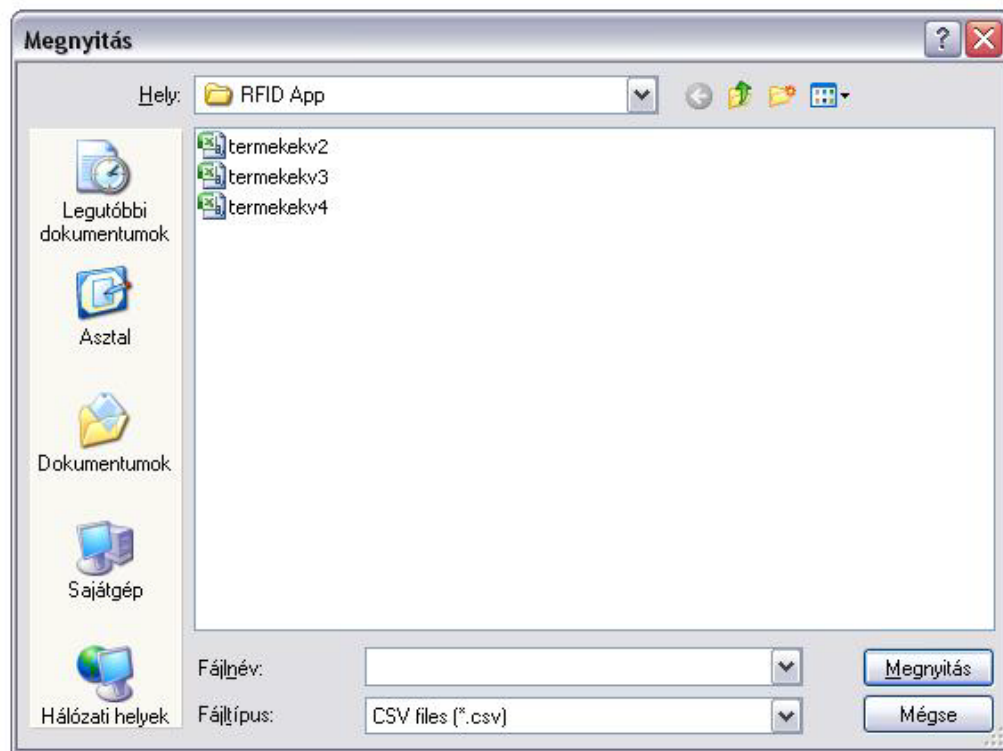 Megnyitás
Hely:
RFID App
termekekv2
termekekv3
termekekv4
Legutóbbi
dokumentumok
Asztal
Dokumentumok
Sajátgép
Hálózati helyek
Fájlnév:
Megnyitás
Fájltípus:
CSV files (*.csv)
Mégse